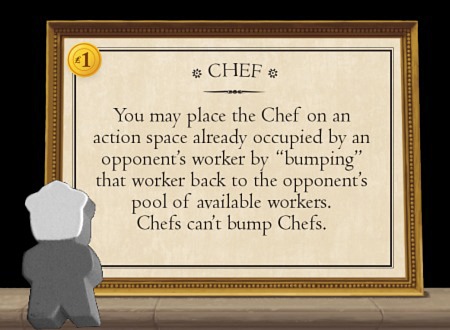 £1
❇ CHEF ❇
You may place the Chef on an
action space already occupied by an
opponent's worker by “bumping”
that worker back to the opponent's
pool of available workers.
Chefs can't bump Chefs.